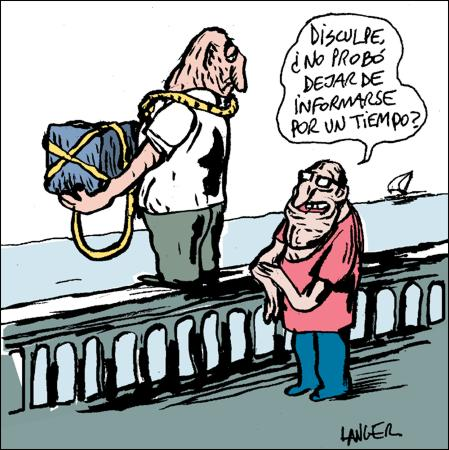 DISCULPE,
¿NO PROBÓ
DEJAR DE
INFORMARSE
POR UN TIEMPO?
LANGER